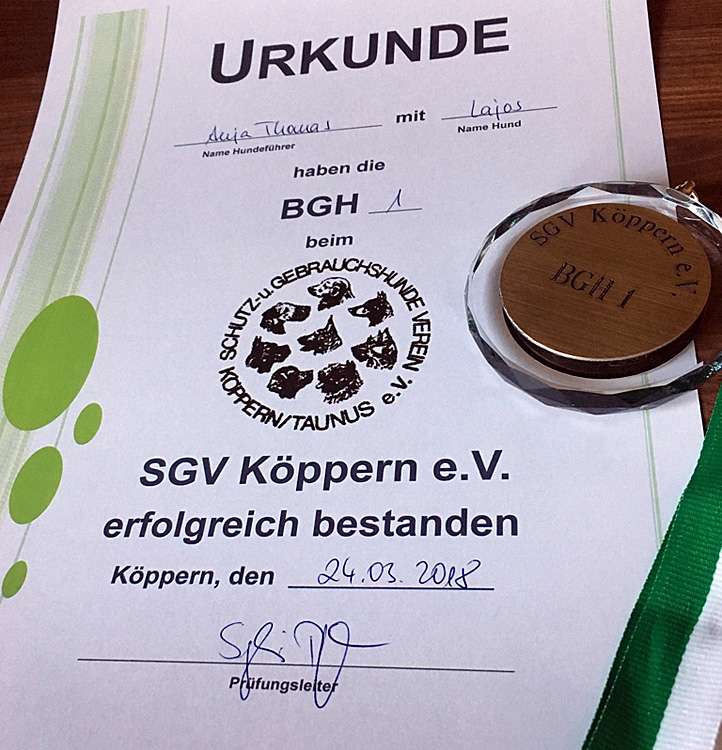 URKUNDE
Anja Thomas mit Lajos
Name Hundeführer
Name Hund
haben die
BGH 1
beim
SCHUTZ-u. GEBRAUCHSHUNDE VEREIN e.V.
KÖPPERN/TAUNUS
SGV Köppern e.V.
erfolgreich bestanden
Köppern, den 24.03.2018
Prüfungsleiter
SGV Köppern e.V.
BGH 1